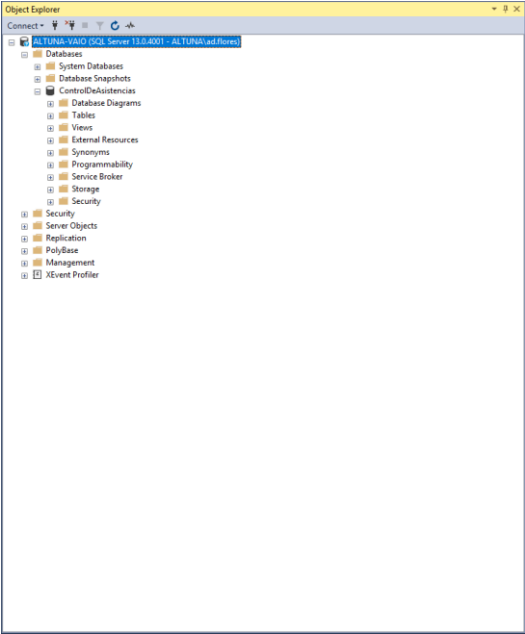 Object Explorer
Connect
ALTUNA-VAIO (SQL Server 13.0.4001 - ALTUNA\ad.flores)
Databases
System Databases
Database Snapshots
ControlDeAsistencias
Database Diagrams
Tables
Views
External Resources
Synonyms
Programmability
Service Broker
Storage
Security
Security
Server Objects
Replication
PolyBase
Management
XEvent Profiler